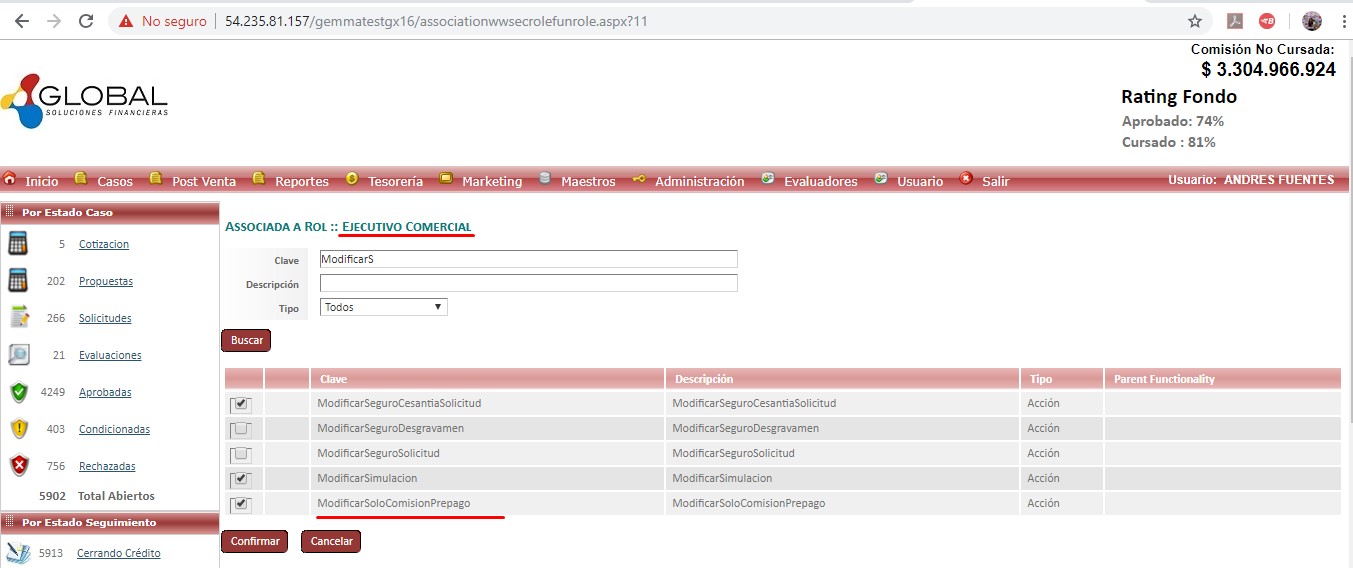 No seguro | 54.235.81.157/gemmatestgx16/associationwwsecrolefunrole.aspx?11
Comisión No Cursada:
$ 3.304.966.924
GLOBAL
SOLUCIONES FINANCIERAS
Rating Fondo
Aprobado: 74%
Cursado : 81%
Inicio Casos Post Venta Reportes Tesorería Marketing Maestros Administración Evaluadores Usuario Salir Usuario: ANDRES FUENTES
Por Estado Caso
5 Cotizacion
202 Propuestas
266 Solicitudes
21 Evaluaciones
4249 Aprobadas
403 Condicionadas
756 Rechazadas
5902 Total Abiertos
Por Estado Seguimiento
5913 Cerrando Crédito
ASSOCIADA A ROL :: EJECUTIVO COMERCIAL
Clave ModificarS
Descripción
Tipo Todos
Buscar
Clave Descripción Tipo Parent Functionality
ModificarSeguroCesantiaSolicitud ModificarSeguroCesantiaSolicitud Acción
ModificarSeguroDesgravamen ModificarSeguroDesgravamen Acción
ModificarSeguroSolicitud ModificarSeguroSolicitud Acción
ModificarSimulacion ModificarSimulacion Acción
ModificarSoloComisionPrepago ModificarSoloComisionPrepago Acción
Confirmar Cancelar